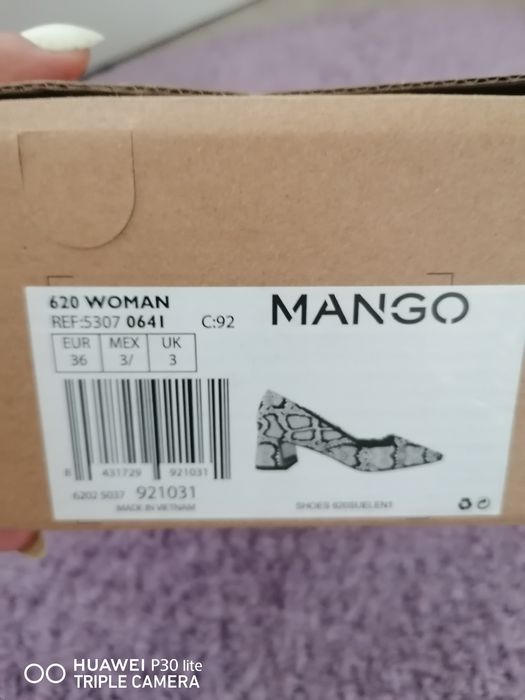 620 WOMAN
MANGO
REF:5307 0641 C:92
EUR MEX UK
36 3/ 3
8 431729 921031
6202 5037 921031
MADE IN VIETNAM
SHOES 620SUELEN1
HUAWEI P30 lite
TRIPLE CAMERA